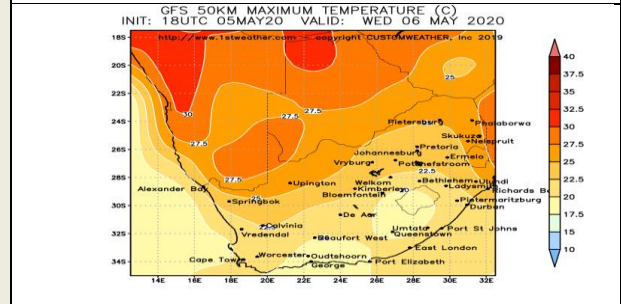 GFS 50KM MAXIMUM TEMPERATURE (C)
INIT: 18UTC 05MAY20 VALID: WED 06 MAY 2020
http://www.1stweather.com copyright CUSTOMWEATHER, Inc 2019
18S
20S
22S
24S
26S
28S
30S
32S
34S
14E 16E 18E 20E 22E 24E 26E 28E 30E 32E
25
30
27.5
27.5
27.5
27.5
22.5
Pietersburg
Phalaborwa
Skukuza
Nelspruit
Pretoria
Johannesburg
Ermelo
Vryburg
Potchefstroom
Alexander Bay
Upington
Welkom
Bethlehem
Ulundi
Kimberley
Ladysmith
Bloemfontein
Richards B
Springbok
Pietermaritzburg
Durban
De Aar
Calvinia
Vredendal
Beaufort West
Umtata
Port St Johns
Queenstown
East London
Cape Town
Worcester
Oudtshoorn
George
Port Elizabeth
40
37.5
35
32.5
30
27.5
25
22.5
20
17.5
15
10